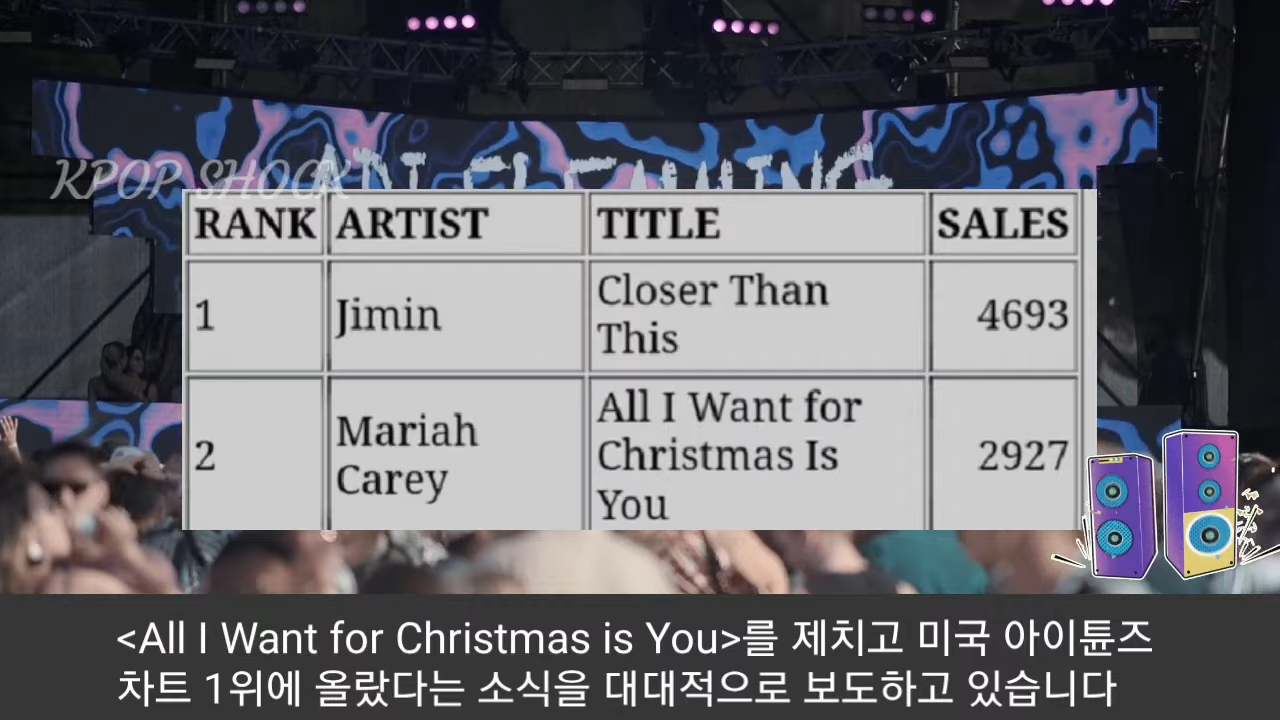 KPOP SHOCK
RANK ARTIST TITLE SALES
1 Jimin Closer Than This 4693
2 Mariah Carey All I Want for Christmas Is You 2927
<All I Want for Christmas is You>를 제치고 미국 아이튠즈
차트 1위에 올랐다는 소식을 대대적으로 보도하고 있습니다